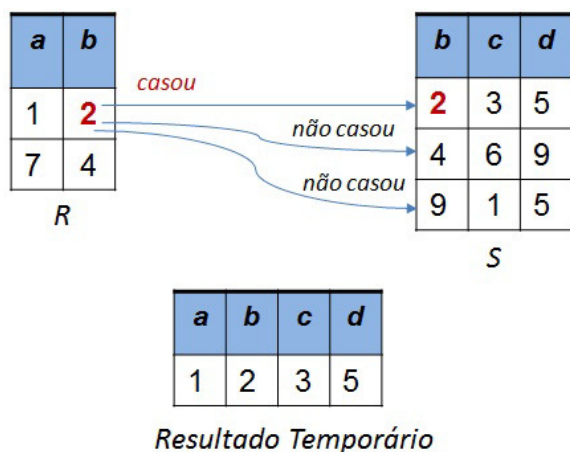 a b
1 2
7 4
R
casou
não casou
não casou
b c d
2 3 5
4 6 9
9 1 5
S
a b c d
1 2 3 5
Resultado Temporário